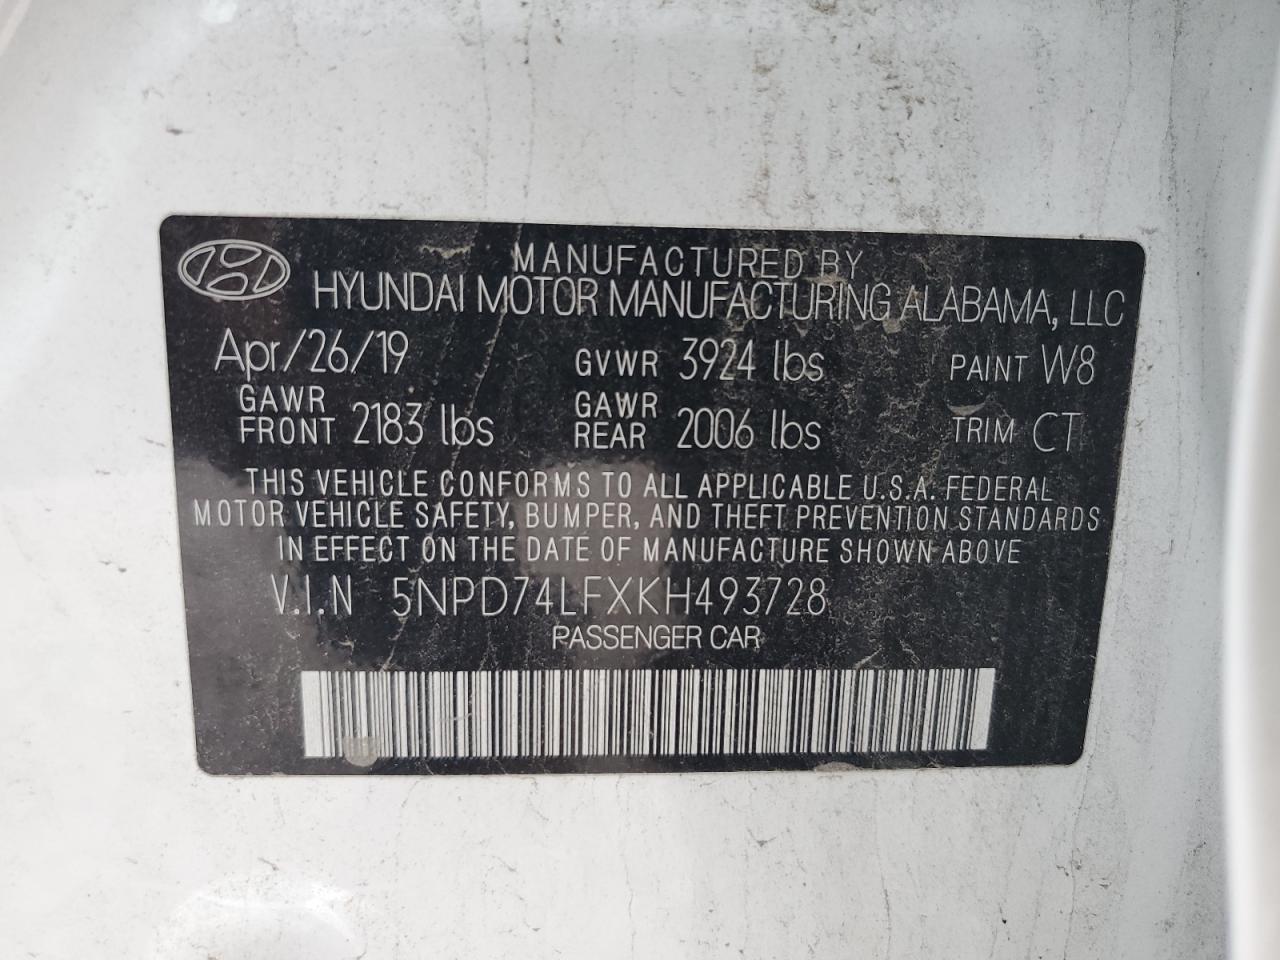 MANUFACTURED BY
HYUNDAI MOTOR MANUFACTURING ALABAMA, LLC
Apr/26/19 GVWR 3924 lbs PAINT W8
GAWR FRONT 2183 lbs GAWR REAR 2006 lbs TRIM CT
THIS VEHICLE CONFORMS TO ALL APPLICABLE U.S.A. FEDERAL
MOTOR VEHICLE SAFETY, BUMPER, AND THEFT PREVENTION STANDARDS
IN EFFECT ON THE DATE OF MANUFACTURE SHOWN ABOVE
V.I.N 5NPD74LFXKH493728
PASSENGER CAR